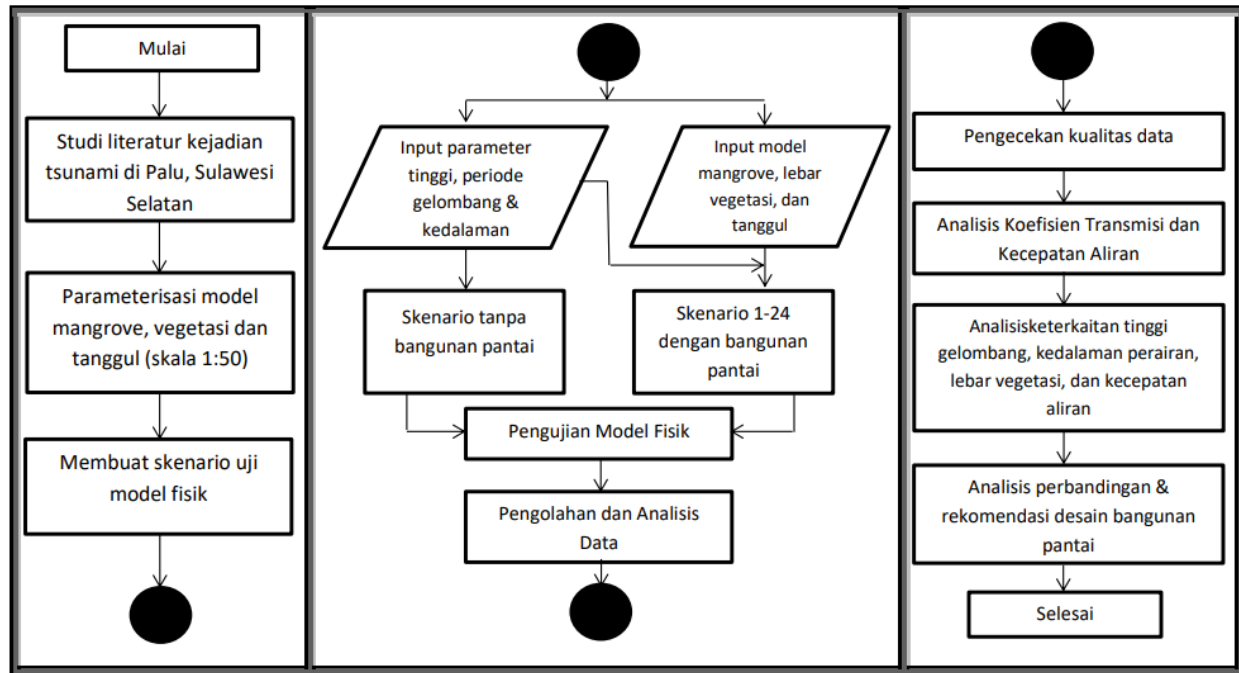 Mulai
Studi literatur kejadian
tsunami di Palu, Sulawesi
Selatan
Parameterisasi model
mangrove, vegetasi dan
tanggul (skala 1:50)
Membuat skenario uji
model fisik
Input parameter
tinggi, periode
gelombang &
kedalaman
Input model
mangrove, lebar
vegetasi, dan
tanggul
Skenario tanpa
bangunan pantai
Skenario 1-24
dengan bangunan
pantai
Pengujian Model Fisik
Pengolahan dan Analisis
Data
Pengecekan kualitas data
Analisis Koefisien Transmisi dan
Kecepatan Aliran
Analisisketerkaitan tinggi
gelombang, kedalaman perairan,
lebar vegetasi, dan kecepatan
aliran
Analisis perbandingan &
rekomendasi desain bangunan
pantai
Selesai